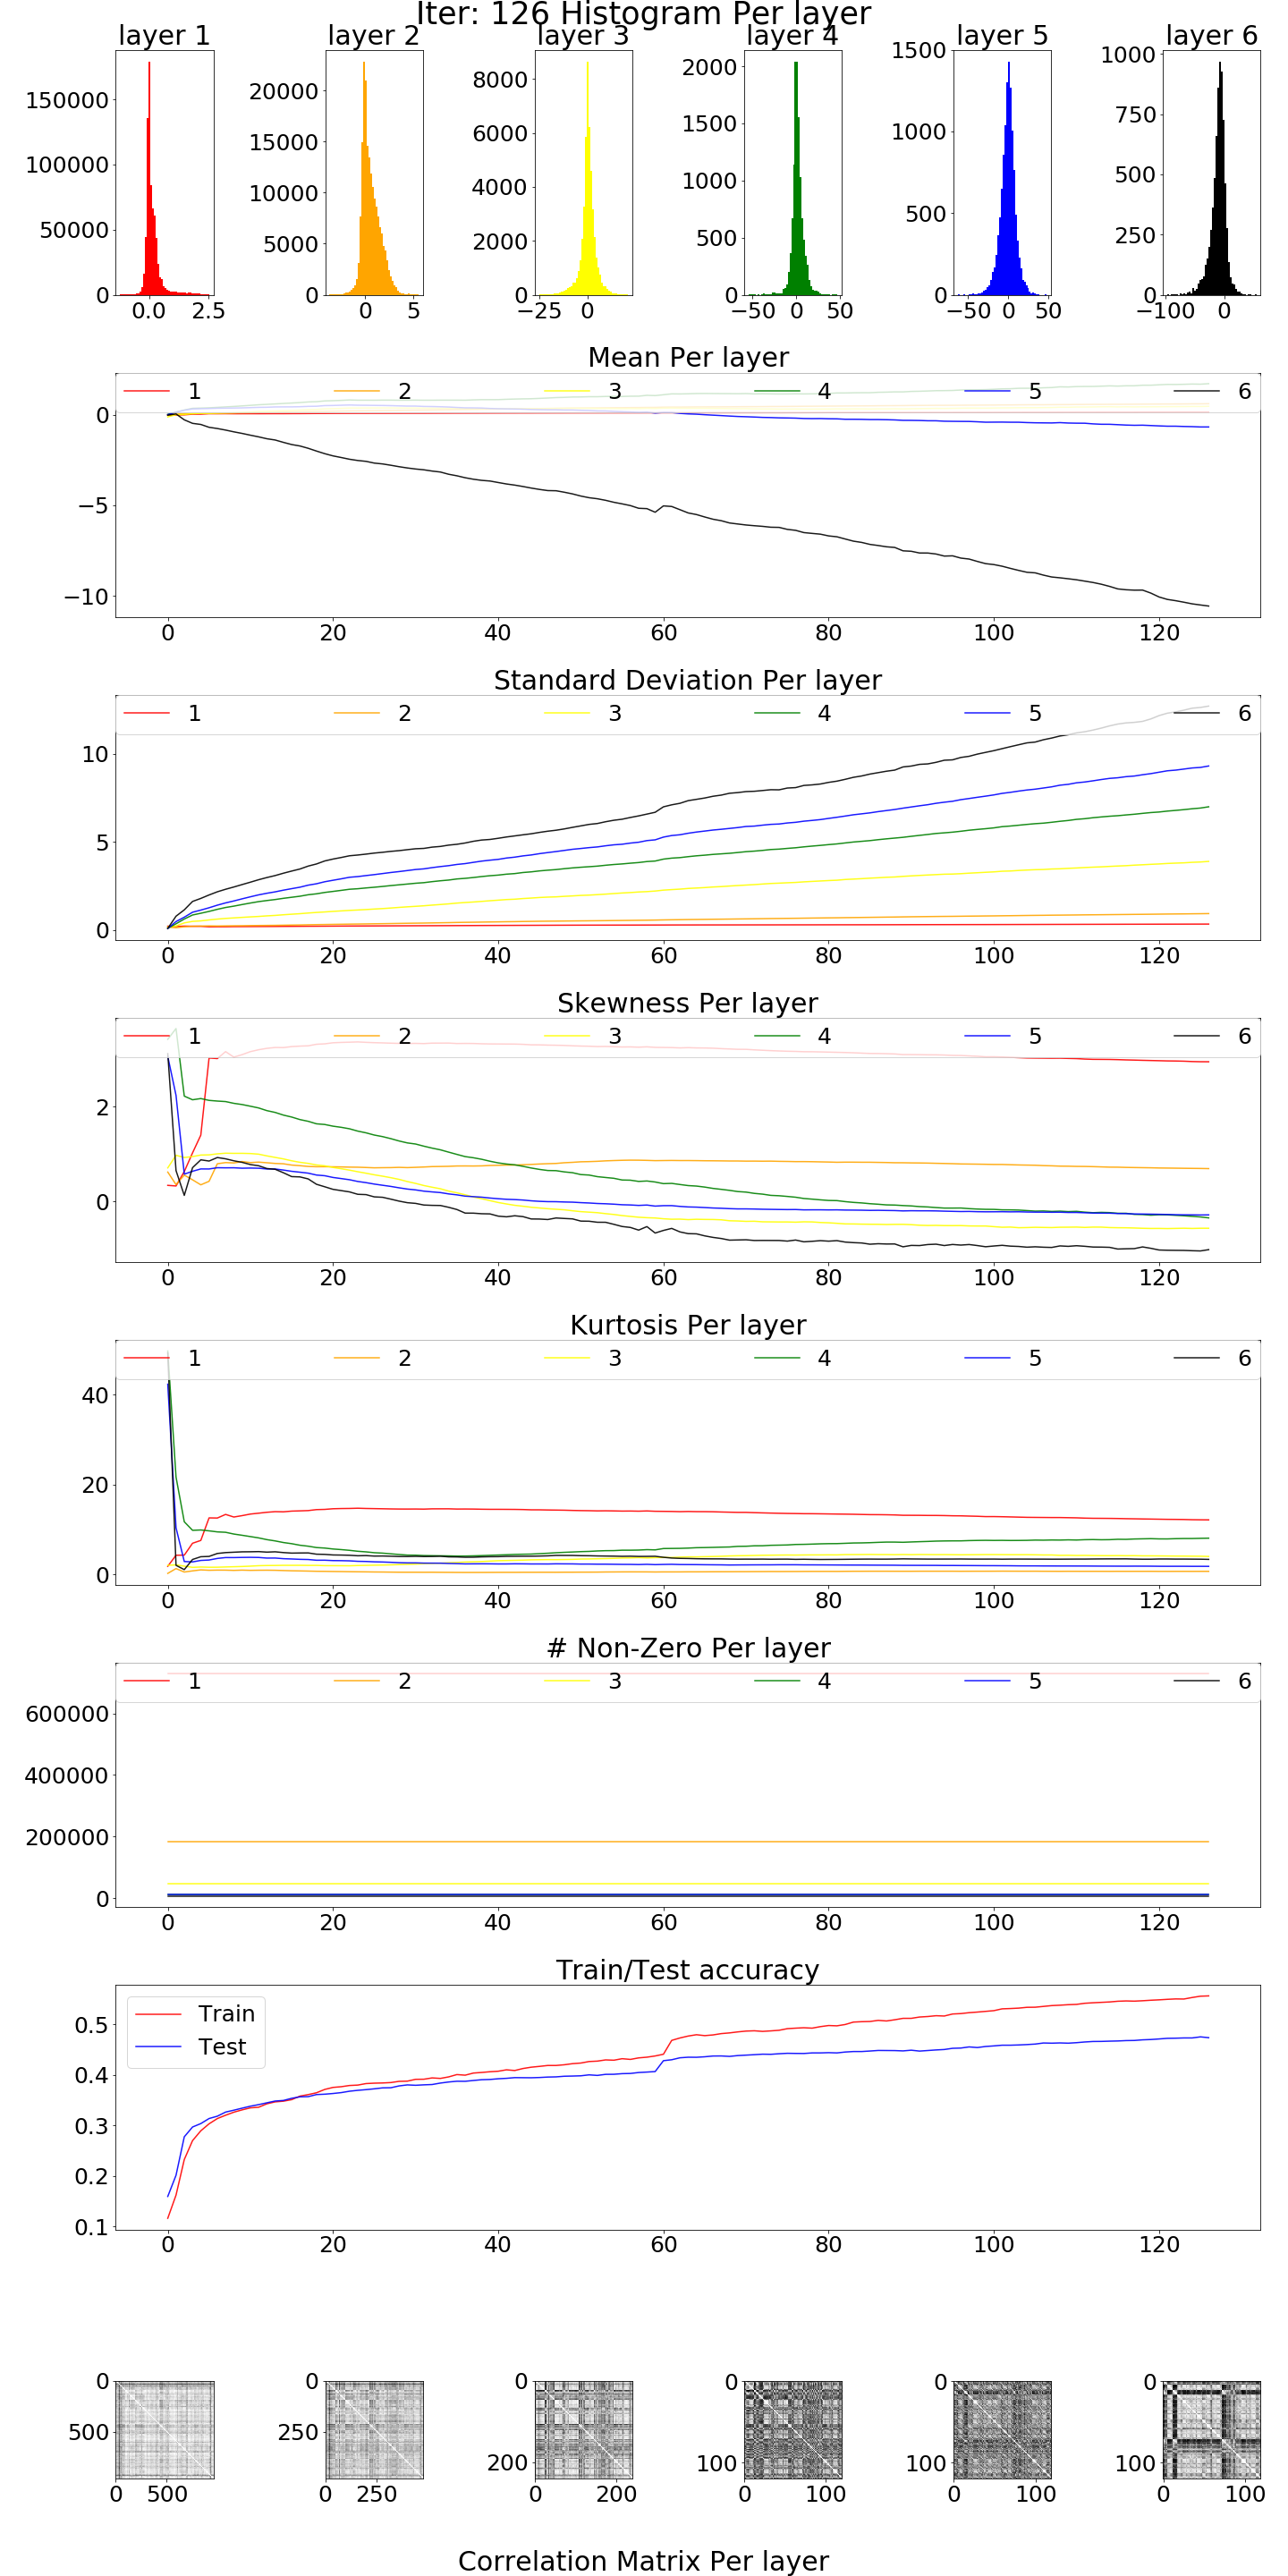 Iter: 126 Histogram Per layer
layer 1 layer 2 layer 3 layer 4 layer 5 layer 6
150000
100000
50000
0
0.0 2.5
20000
15000
10000
5000
0
0 5
8000
6000
4000
2000
0
−25 0
2000
1500
1000
500
0
−50 0 50
1500
1000
500
0
−50 0 50
1000
750
500
250
0
−100 0
Mean Per layer
1 2 3 4 5 6
0
−5
−10
0 20 40 60 80 100 120
Standard Deviation Per layer
1 2 3 4 5 6
10
5
0
0 20 40 60 80 100 120
Skewness Per layer
1 2 3 4 5 6
2
0
0 20 40 60 80 100 120
Kurtosis Per layer
1 2 3 4 5 6
40
20
0
0 20 40 60 80 100 120
# Non-Zero Per layer
1 2 3 4 5 6
600000
400000
200000
0
0 20 40 60 80 100 120
Train/Test accuracy
Train
Test
0.5
0.4
0.3
0.2
0.1
0 20 40 60 80 100 120
0
500
0 500
0
250
0 250
0
200
0 200
0
100
0 100
0
100
0 100
0
100
0 100
Correlation Matrix Per layer